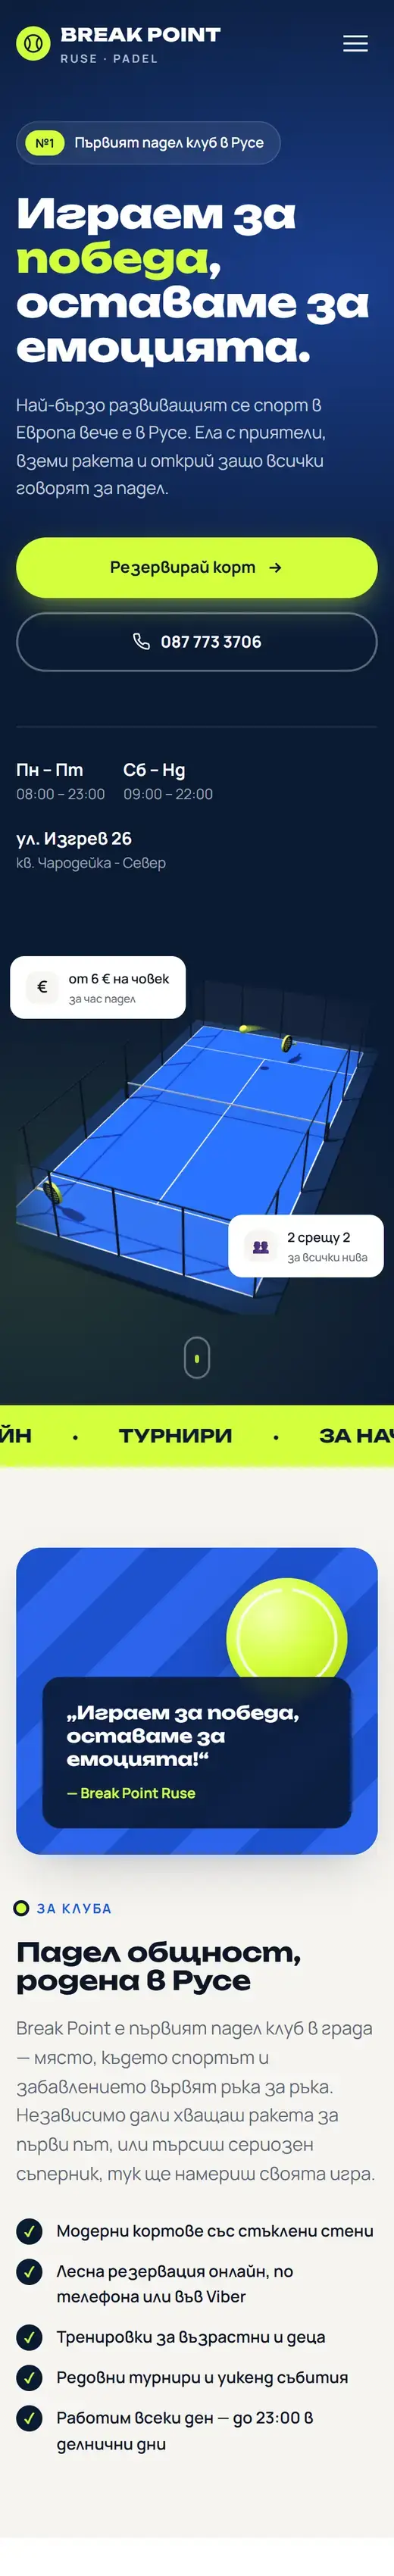 BREAK POINT
RUSE · PADEL
№1 Първият падел клуб в Русе
Играем за
победа,
оставаме за
емоцията.
Най-бързо развиващият се спорт в
Европа вече е в Русе. Ела с приятели,
вземи ракета и открий защо всички
говорят за падел.
Резервирай корт →
087 773 3706
Пн – Пт
08:00 – 23:00
Сб – Нд
09:00 – 22:00
ул. Изгрев 26
кв. Чародейка - Север
€
от 6 € на човек
за час падел
2 срещу 2
за всички нива
ЙН · ТУРНИРИ · ЗА НАЧ
„Играем за победа,
оставаме за
емоцията!“
— Break Point Ruse
ЗА КЛУБА
Падел общност,
родена в Русе
Break Point е първият падел клуб в града
— място, където спортът и
забавлението вървят ръка за ръка.
Независимо дали хващаш ракета за
първи път, или търсиш сериозен
съперник, тук ще намериш своята игра.
✓ Модерни кортове със стъклени стени
✓ Лесна резервация онлайн, по
телефона или във Viber
✓ Тренировки за възрастни и деца
✓ Редовни турнири и уикенд събития
✓ Работим всеки ден — до 23:00 в
делнични дни